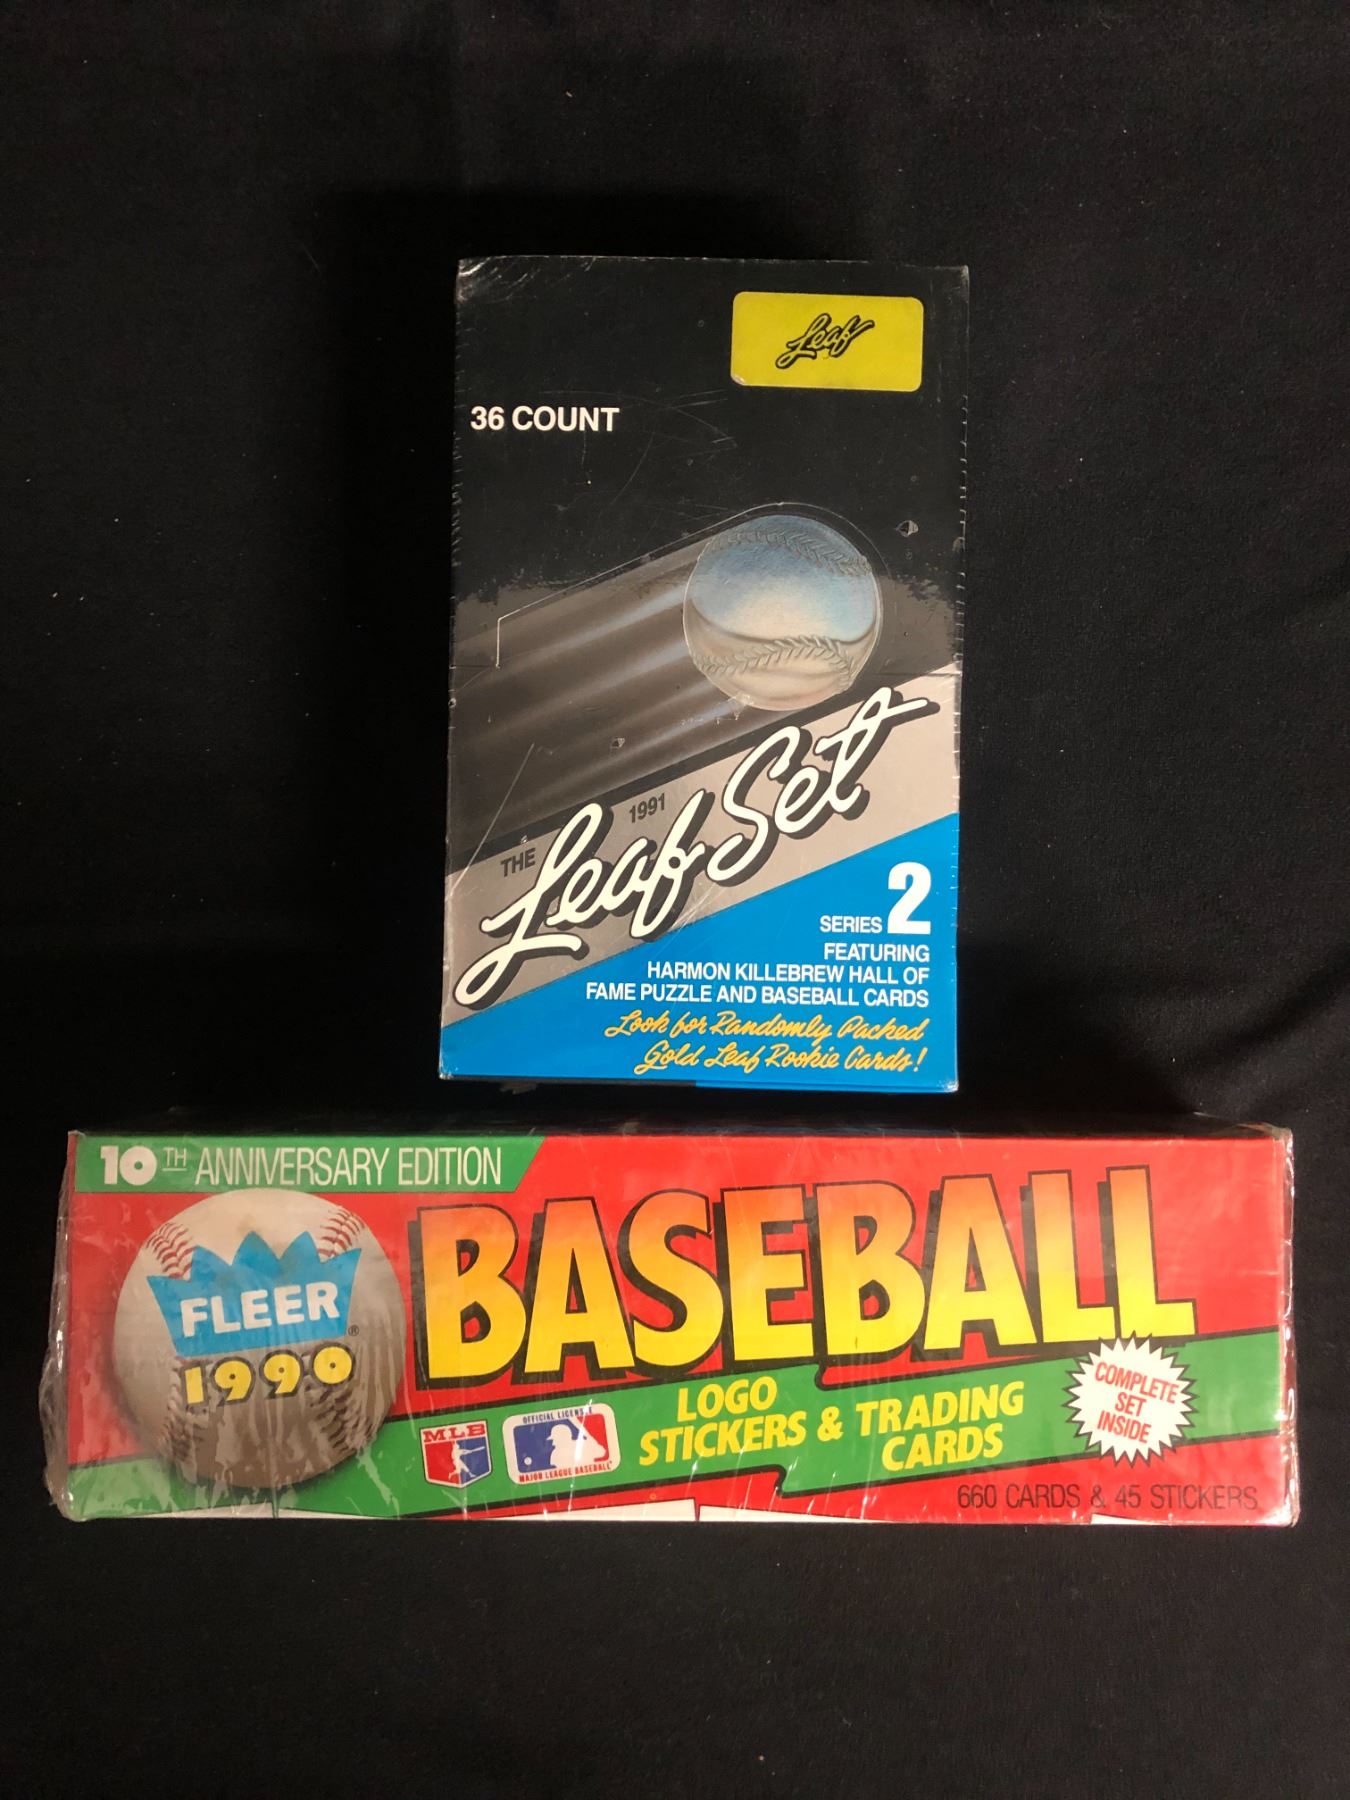 Leaf
36 COUNT
THE 1991
Leaf Set
SERIES 2
FEATURING
HARMON KILLEBREW HALL OF
FAME PUZZLE AND BASEBALL CARDS
Look for Randomly Packed
Gold Leaf Rookie Cards!
10TH ANNIVERSARY EDITION
BASEBALL
FLEER®
1990
MLB
OFFICIAL LICENSEE
MAJOR LEAGUE BASEBALL
LOGO
STICKERS & TRADING
CARDS
COMPLETE
SET
INSIDE
660 CARDS & 45 STICKERS